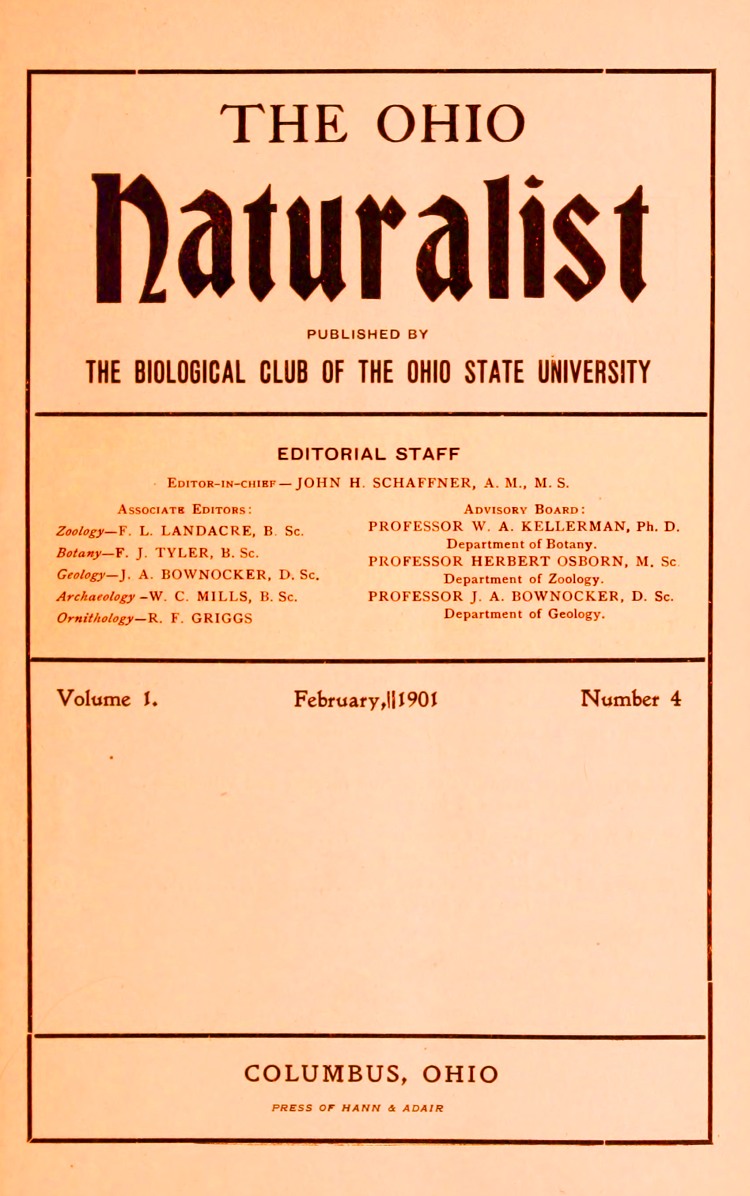 THE OHIO
Naturalist
PUBLISHED BY
THE BIOLOGICAL CLUB OF THE OHIO STATE UNIVERSITY
EDITORIAL STAFF
EDITOR-IN-CHIEF—JOHN H. SCHAFFNER, A. M., M. S.
ASSOCIATE EDITORS:
Zoology—F. L. LANDACRE, B. Sc.
Botany—F. J. TYLER, B. Sc.
Geology—J. A. BOWNOCKER, D. Sc.
Archaeology—W. C. MILLS, B. Sc.
Ornithology—R. F. GRIGGS
ADVISORY BOARD:
PROFESSOR W. A. KELLERMAN, Ph. D.
Department of Botany.
PROFESSOR HERBERT OSBORN, M. Sc
Department of Zoology.
PROFESSOR J. A. BOWNOCKER, D. Sc.
Department of Geology.
Volume 1. February, 1901 Number 4
COLUMBUS, OHIO
PRESS OF HANN & ADAIR